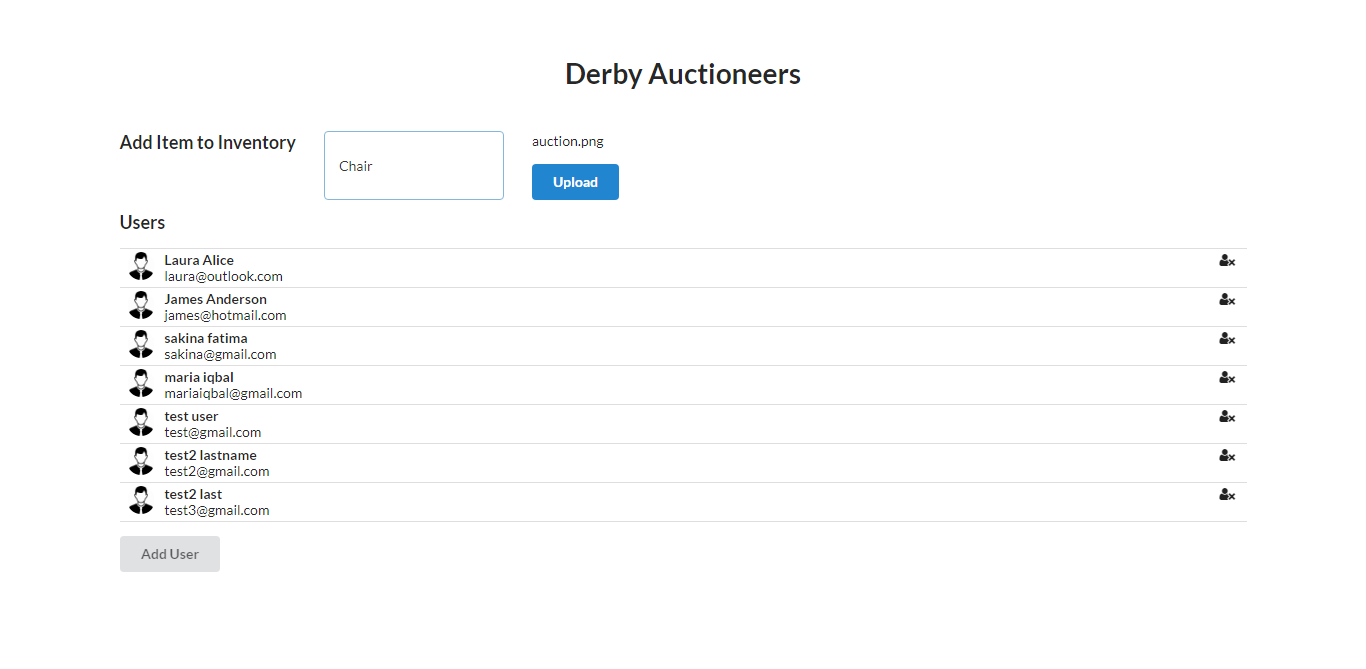 Derby Auctioneers
Add Item to Inventory
Chair
auction.png
Upload
Users
Laura Alice
laura@outlook.com
James Anderson
james@hotmail.com
sakina fatima
sakina@gmail.com
maria iqbal
mariaiqbal@gmail.com
test user
test@gmail.com
test2 lastname
test2@gmail.com
test2 last
test3@gmail.com
Add User